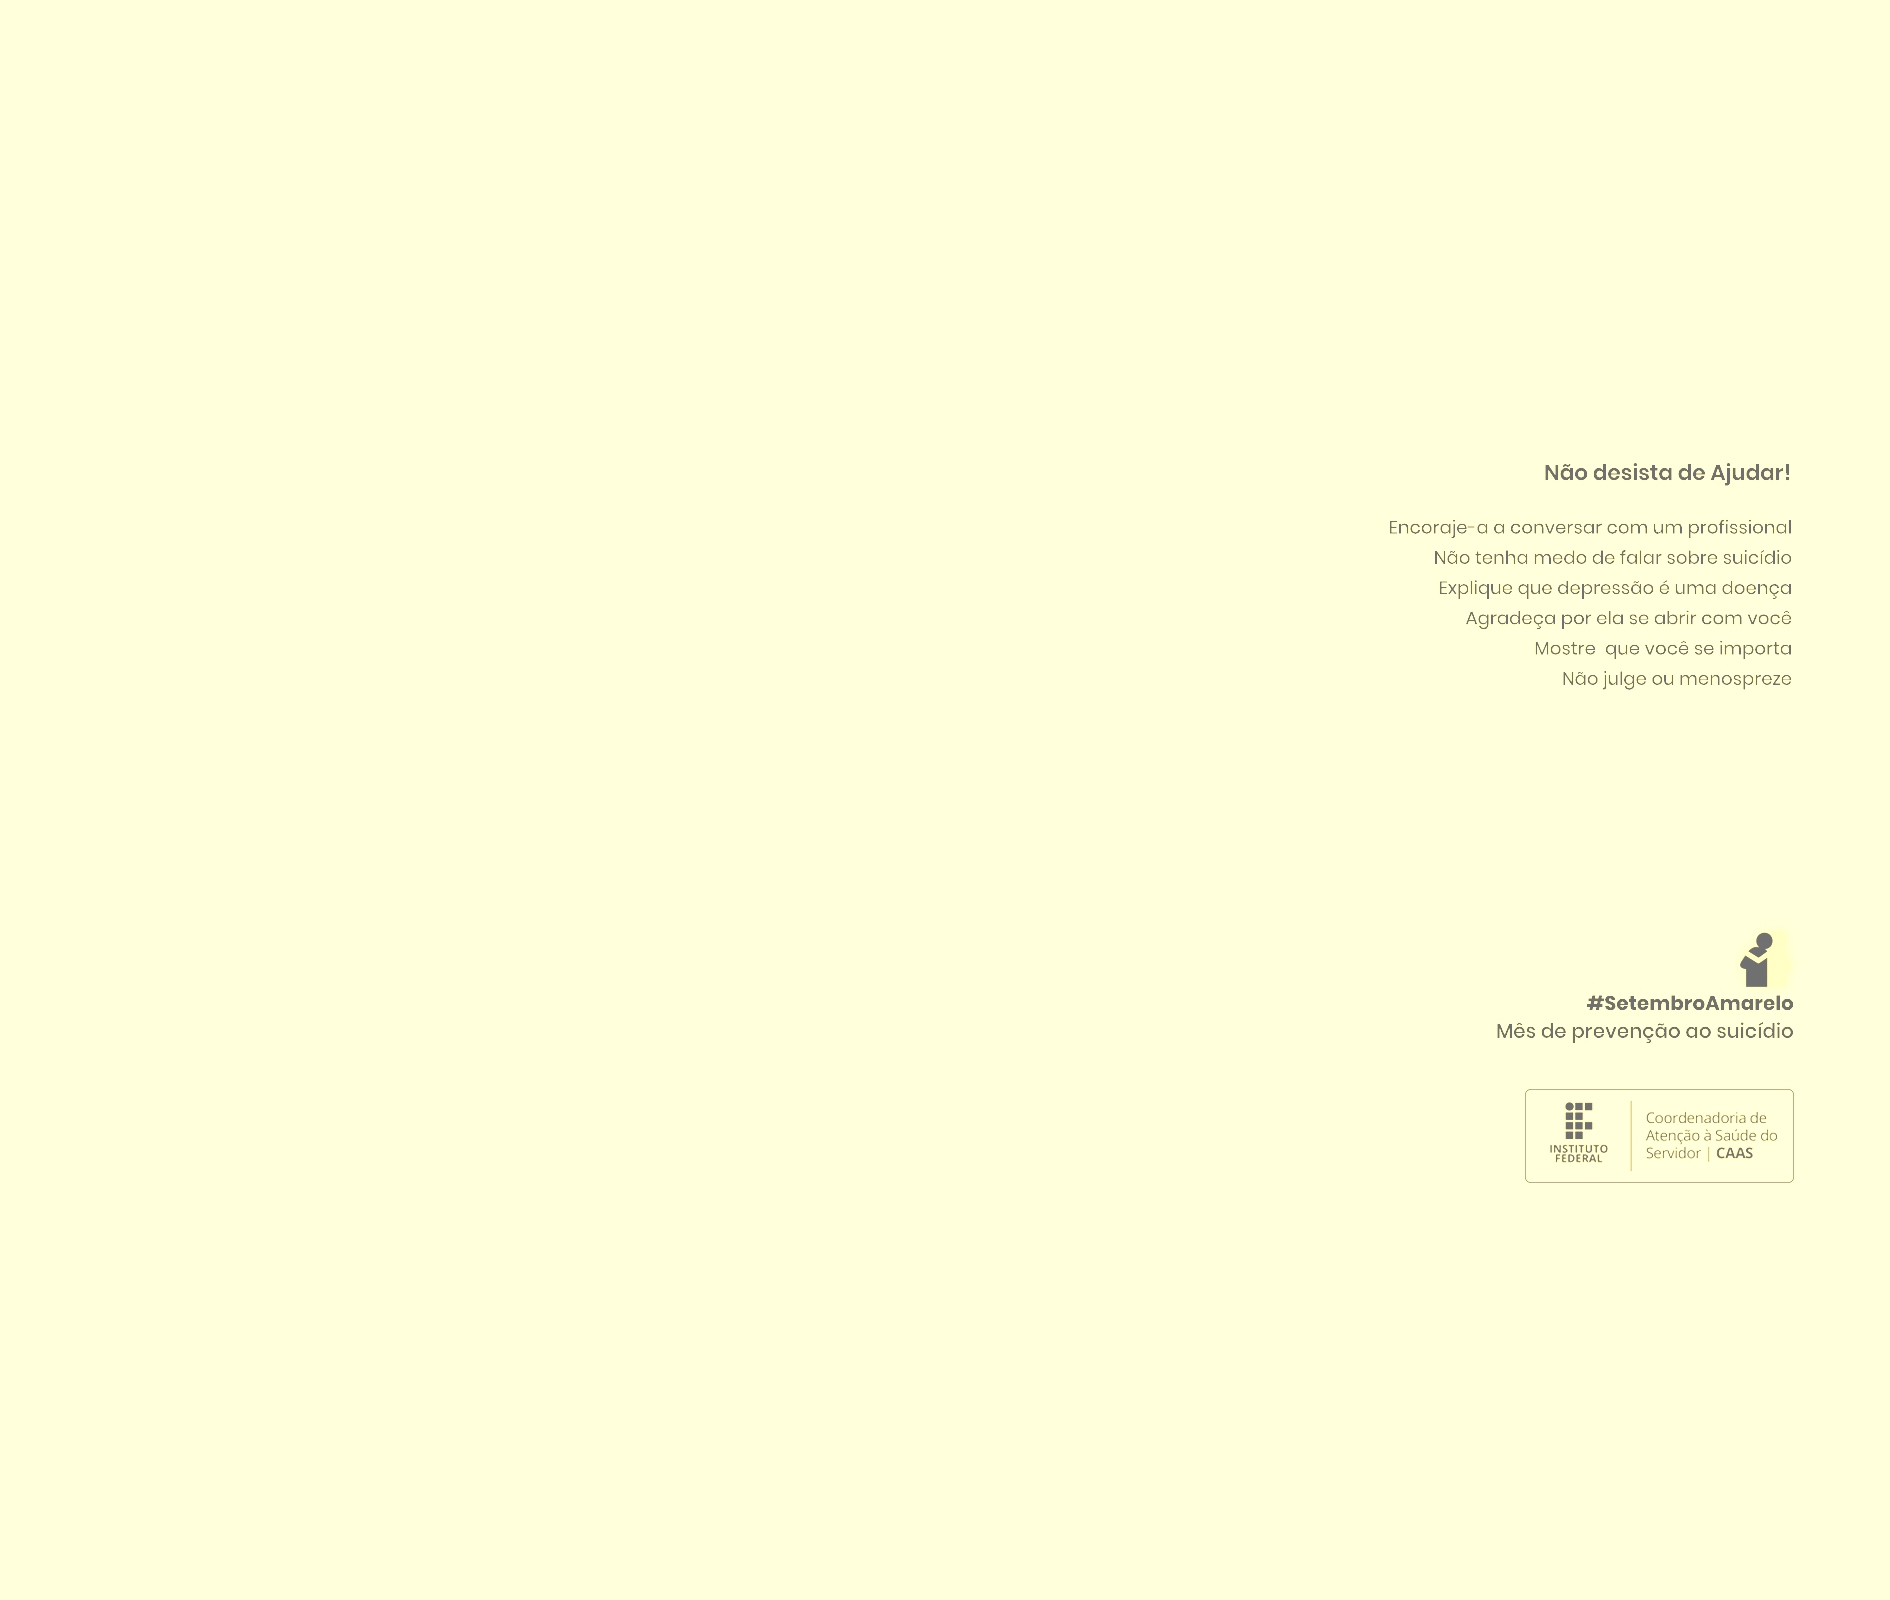 Não desista de Ajudar!
Encoraje-a a conversar com um profissional
Não tenha medo de falar sobre suicídio
Explique que depressão é uma doença
Agradeça por ela se abrir com você
Mostre  que você se importa
Não julge ou menospreze
#SetembroAmarelo
Mês de prevenção ao suicídio
INSTITUTO
FEDERAL
Coordenadoria de
Atenção à Saúde do
Servidor | CAAS